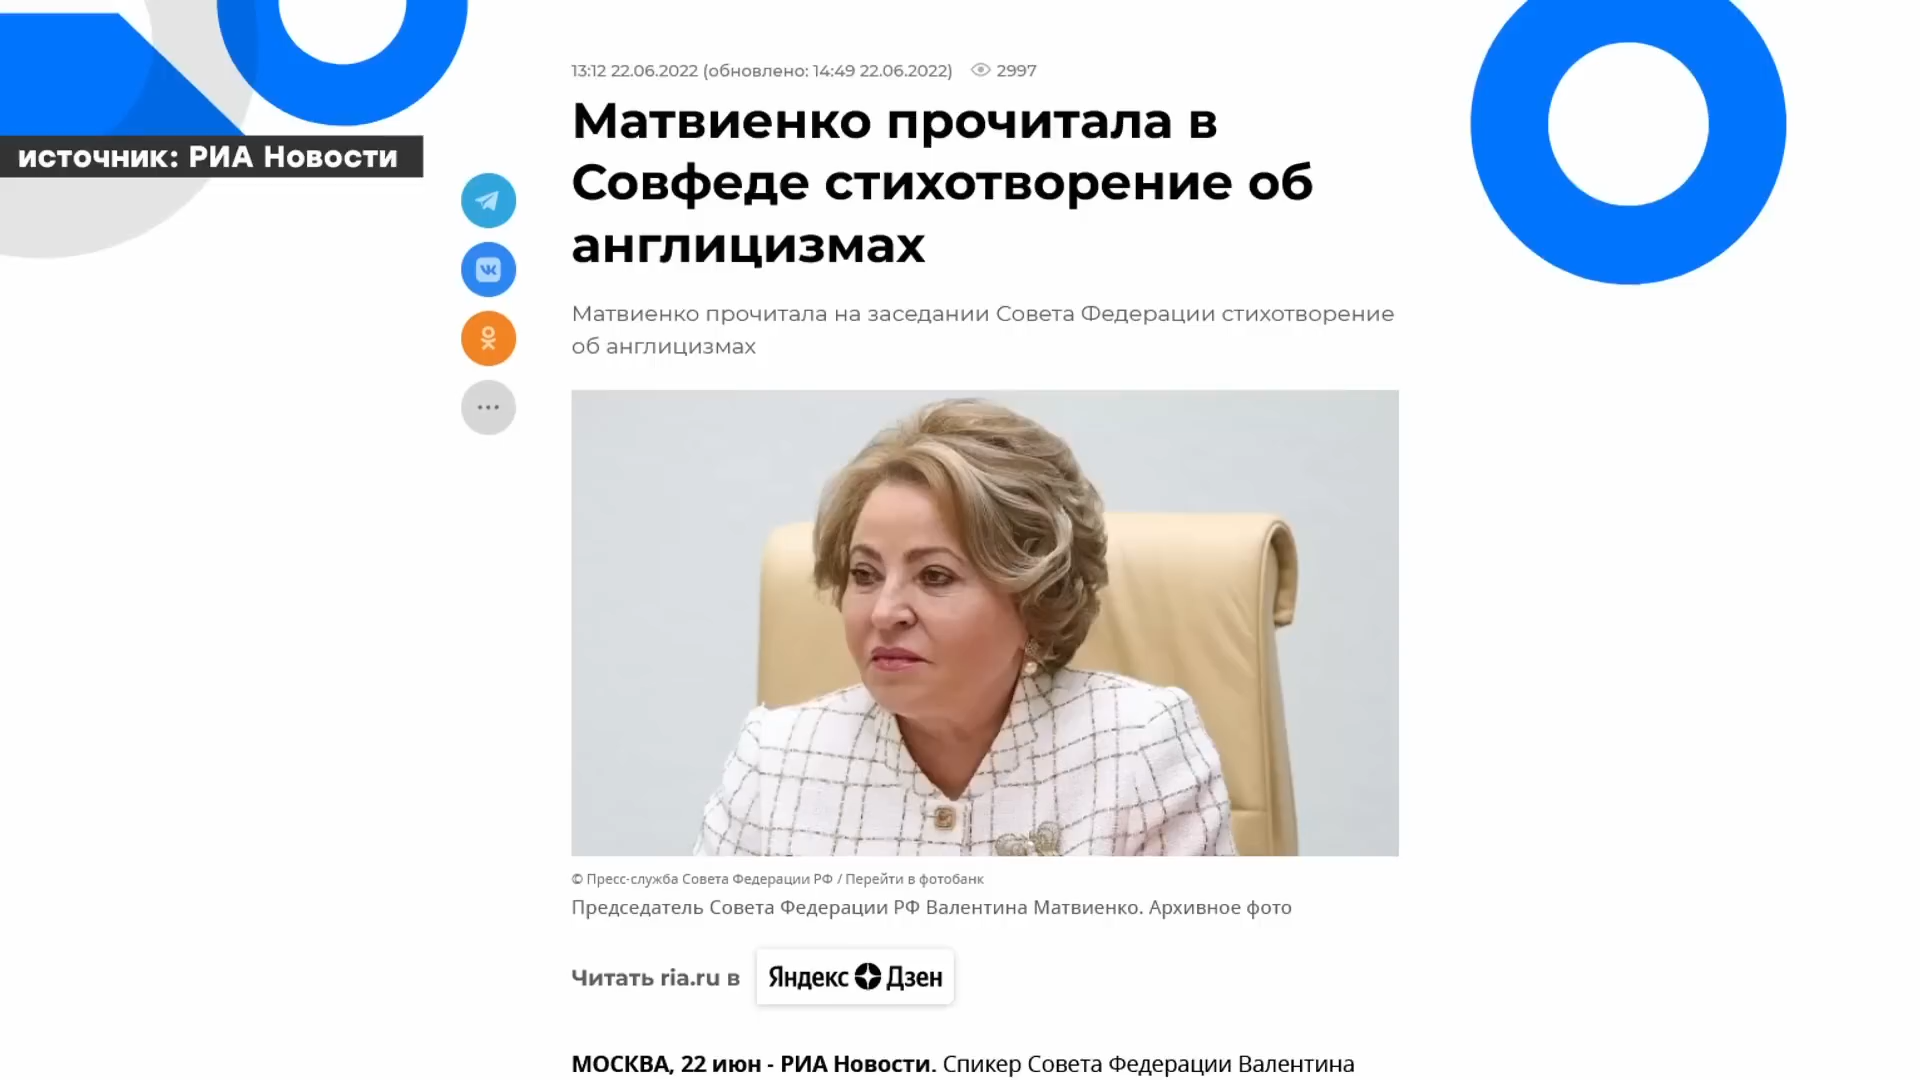 13:12 22.06.2022 (обновлено: 14:49 22.06.2022) 2997
Матвиенко прочитала в
Совфеде стихотворение об
англицизмах
источник: РИА Новости
Матвиенко прочитала на заседании Совета Федерации стихотворение
об англицизмах
© Пресс-служба Совета Федерации РФ / Перейти в фотобанк
Председатель Совета Федерации РФ Валентина Матвиенко. Архивное фото
Читать ria.ru в Яндекс Дзен
МОСКВА, 22 июн - РИА Новости. Спикер Совета Федерации Валентина